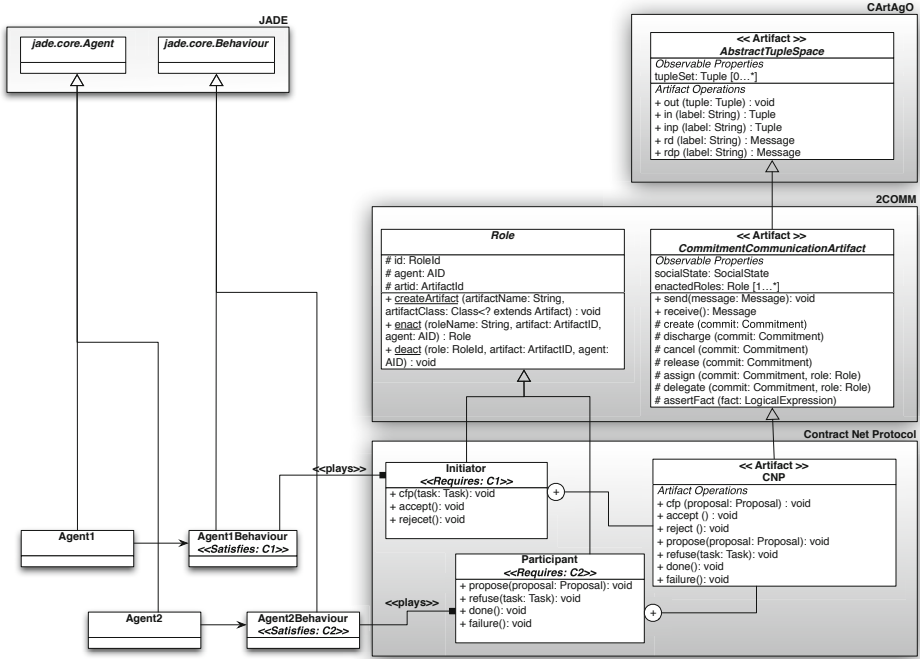 JADE
jade.core.Agent
jade.core.Behaviour
CArtAgO
<< Artifact >>
AbstractTupleSpace
Observable Properties
tupleSet: Tuple [0...*]
Artifact Operations
+ out (tuple: Tuple) : void
+ in (label: String) : Tuple
+ inp (label: String) : Tuple
+ rd (label: String) : Message
+ rdp (label: String) : Message
2COMM
Role
# id: RoleId
# agent: AID
# artid: ArtifactId
+ createArtifact (artifactName: String,
artifactClass: Class<? extends Artifact) : void
+ enact (roleName: String, artifact: ArtifactID,
agent: AID) : Role
+ deact (role: RoleId, artifact: ArtifactID, agent:
AID) : void
<< Artifact >>
CommitmentCommunicationArtifact
Observable Properties
socialState: SocialState
enactedRoles: Role [1...*]
+ send(message: Message): void
+ receive(): Message
# create (commit: Commitment)
# discharge (commit: Commitment)
# cancel (commit: Commitment)
# release (commit: Commitment)
# assign (commit: Commitment, role: Role)
# delegate (commit: Commitment, role: Role)
# assertFact (fact: LogicalExpression)
Contract Net Protocol
<<plays>>
Initiator
<<Requires: C1>>
+ cfp(task: Task): void
+ accept(): void
+ rejecet(): void
+
<< Artifact >>
CNP
Artifact Operations
+ cfp (proposal: Proposal) : void
+ accept () : void
+ reject () : void
+ propose(proposal: Proposal): void
+ refuse(task: Task): void
+ done(): void
+ failure(): void
Agent1
Agent1Behaviour
<<Satisfies: C1>>
Participant
<<Requires: C2>>
+ propose(proposal: Proposal): void
+ refuse(task: Task): void
+ done(): void
+ failure(): void
+
<<plays>>
Agent2
Agent2Behaviour
<<Satisfies: C2>>